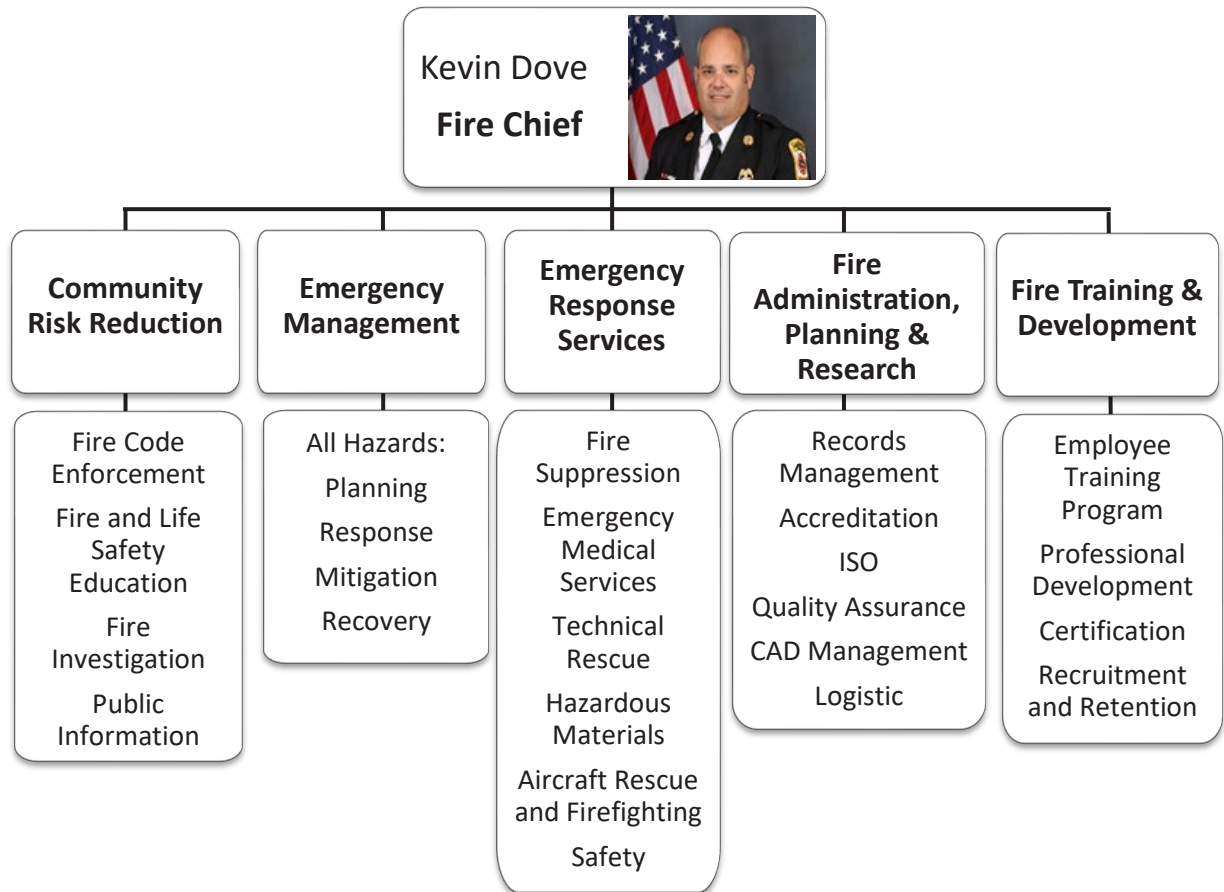 Kevin Dove
Fire Chief
Community
Risk Reduction
Emergency
Management
Emergency
Response
Services
Fire
Administration,
Planning &
Research
Fire Training &
Development
Fire Code
Enforcement
Fire and Life
Safety
Education
Fire
Investigation
Public
Information
All Hazards:
Planning
Response
Mitigation
Recovery
Fire
Suppression
Emergency
Medical
Services
Technical
Rescue
Hazardous
Materials
Aircraft Rescue
and Firefighting
Safety
Records
Management
Accreditation
ISO
Quality Assurance
CAD Management
Logistic
Employee
Training
Program
Professional
Development
Certification
Recruitment
and Retention